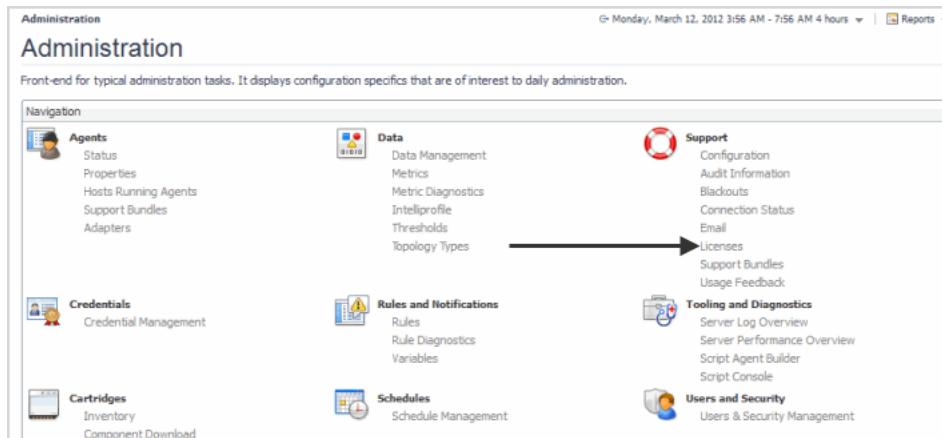 Administration
Monday, March 12, 2012 3:56 AM - 7:56 AM 4 hours
Reports
Administration
Front-end for typical administration tasks. It displays configuration specifics that are of interest to daily administration.
Navigation
Agents
Status
Properties
Hosts Running Agents
Support Bundles
Adapters
Data
Data Management
Metrics
Metric Diagnostics
Intelliprofile
Thresholds
Topology Types
Support
Configuration
Audit Information
Blackouts
Connection Status
Email
Licenses
Support Bundles
Usage Feedback
Credentials
Credential Management
Rules and Notifications
Rules
Rule Diagnostics
Variables
Tooling and Diagnostics
Server Log Overview
Server Performance Overview
Script Agent Builder
Script Console
Cartridges
Inventory
Component Download
Schedules
Schedule Management
Users and Security
Users & Security Management